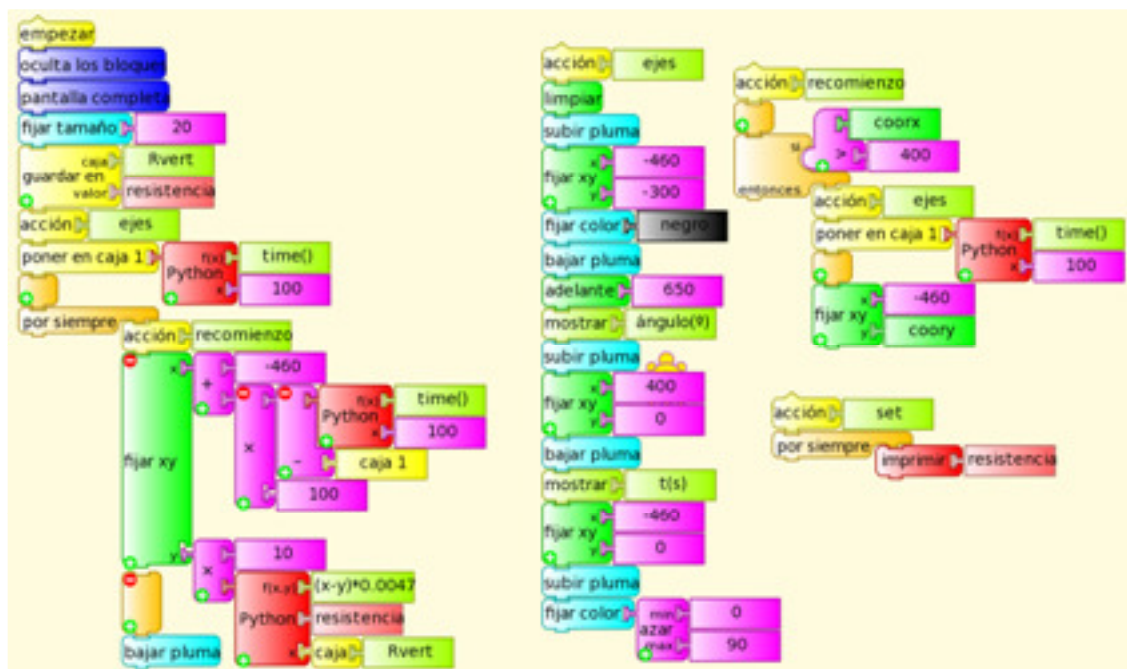 empezar
oculta los bloques
pantalla completa
fijar tamaño 20
caja Rvert
guardar en
valor resistencia
acción ejes
poner en caja 1 f(x) time()
Python
x 100
por siempre
acción recomienzo
fijar xy
x + -460
× - Python f(x) time()
x 100
caja 1
100
y × 10
Python f(x,y) (x-y)*0.0047
resistencia
x caja Rvert
bajar pluma
acción ejes
limpiar
subir pluma
fijar xy x -460
y -300
fijar color negro
bajar pluma
adelante 650
mostrar ángulo(º)
subir pluma
fijar xy x 400
y 0
bajar pluma
mostrar t(s)
fijar xy x -460
y 0
subir pluma
fijar color min 0
azar
max 90
acción recomienzo
si coorx
> 400
entonces
acción ejes
poner en caja 1 f(x) time()
Python
x 100
fijar xy x -460
y coory
acción set
por siempre
imprimir resistencia